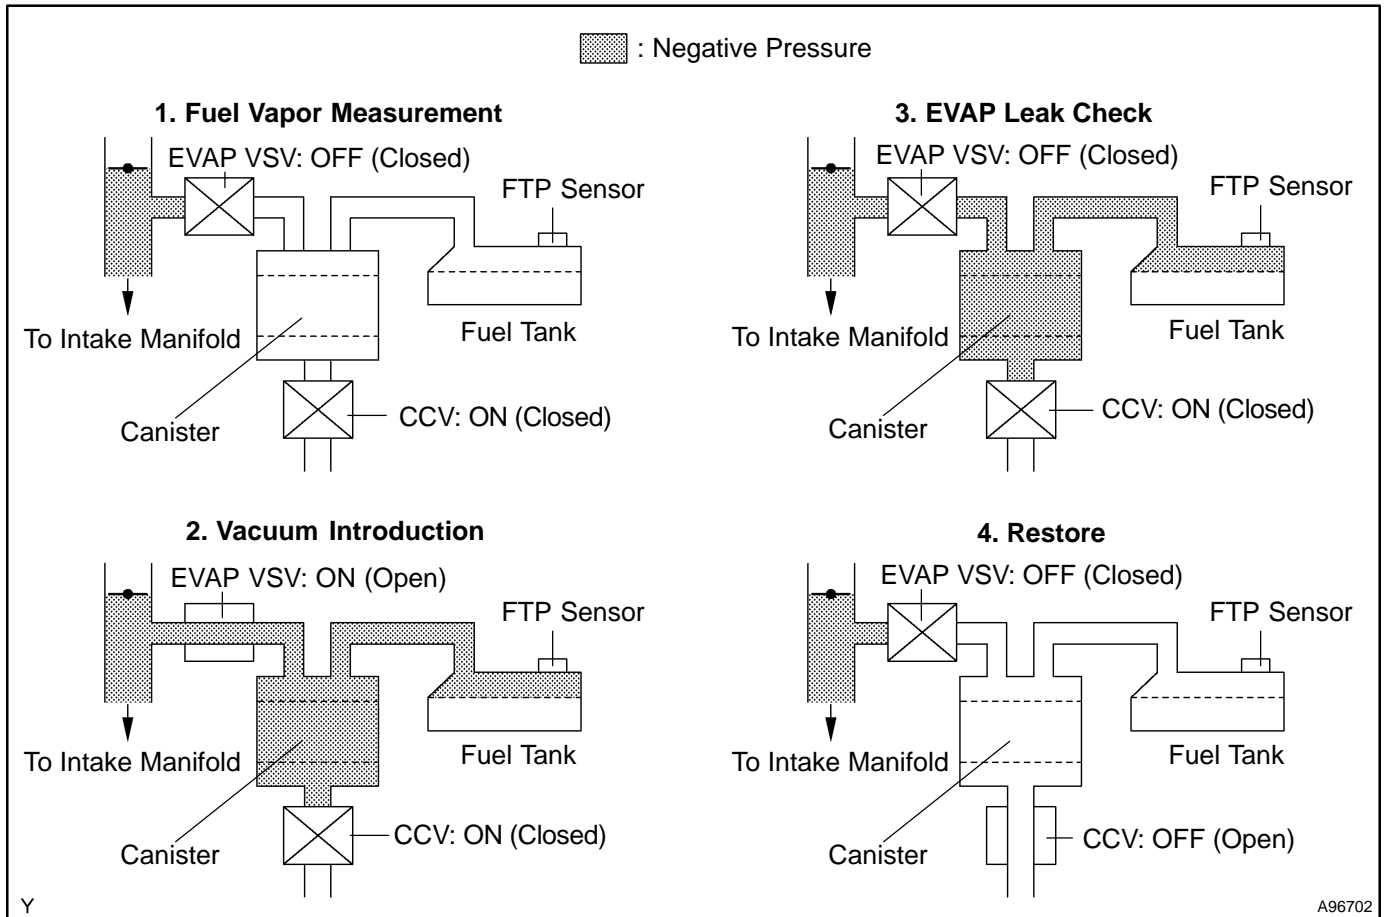 : Negative Pressure
1. Fuel Vapor Measurement
EVAP VSV: OFF (Closed)
FTP Sensor
To Intake Manifold
Fuel Tank
Canister
CCV: ON (Closed)
3. EVAP Leak Check
EVAP VSV: OFF (Closed)
FTP Sensor
To Intake Manifold
Fuel Tank
Canister
CCV: ON (Closed)
2. Vacuum Introduction
EVAP VSV: ON (Open)
FTP Sensor
To Intake Manifold
Fuel Tank
Canister
CCV: ON (Closed)
4. Restore
EVAP VSV: OFF (Closed)
FTP Sensor
To Intake Manifold
Fuel Tank
Canister
CCV: OFF (Open)
Y
A96702